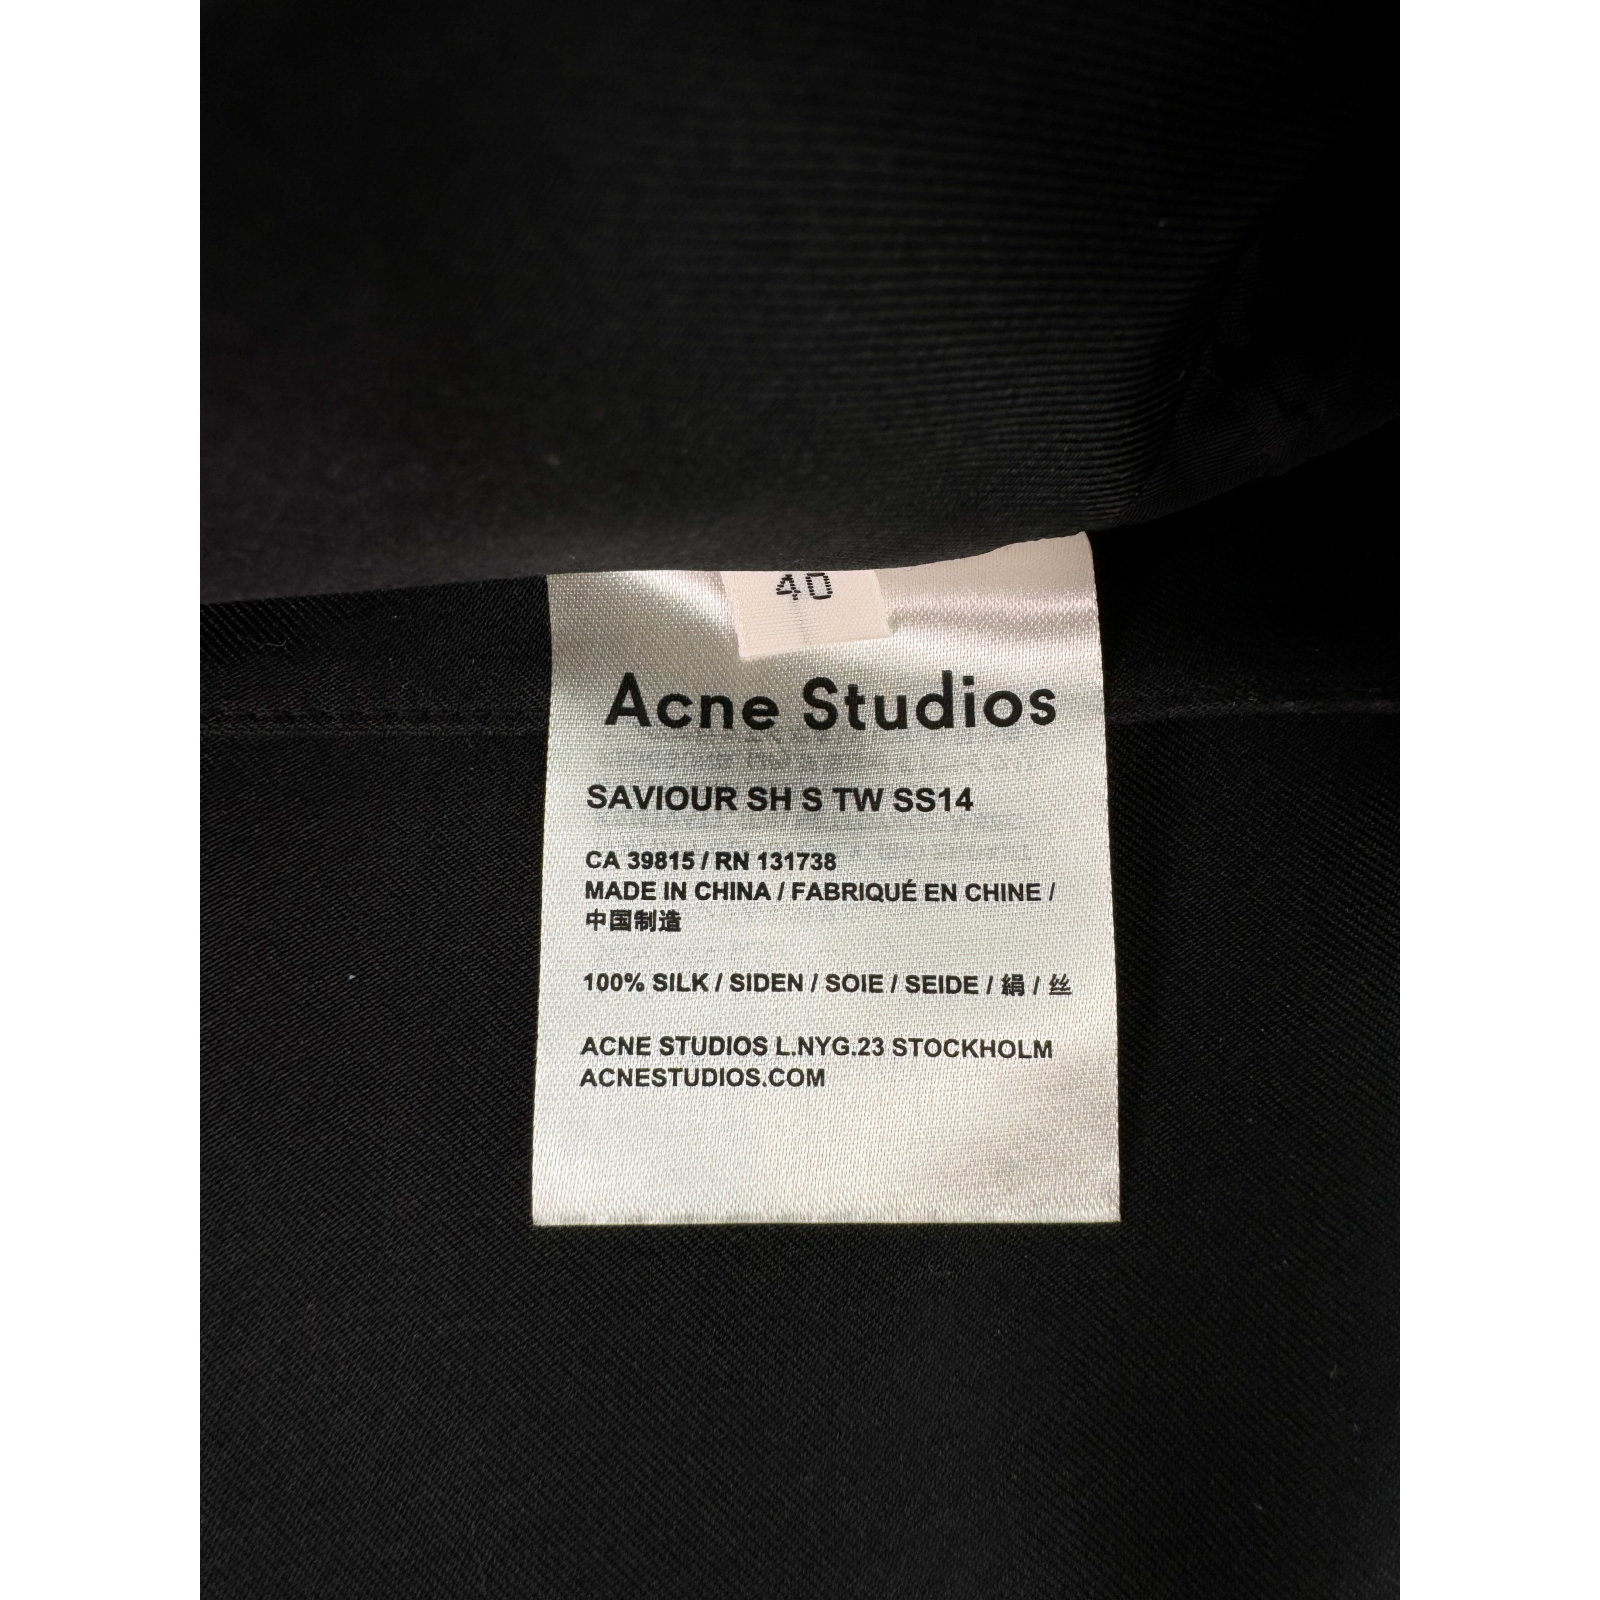 40
Acne Studios
SAVIOUR SH S TW SS14
CA 39815 / RN 131738
MADE IN CHINA / FABRIQUÉ EN CHINE /
中国制造
100% SILK / SIDEN / SOIE / SEIDE / 絹 / 丝
ACNE STUDIOS L.NYG.23 STOCKHOLM
ACNESTUDIOS.COM